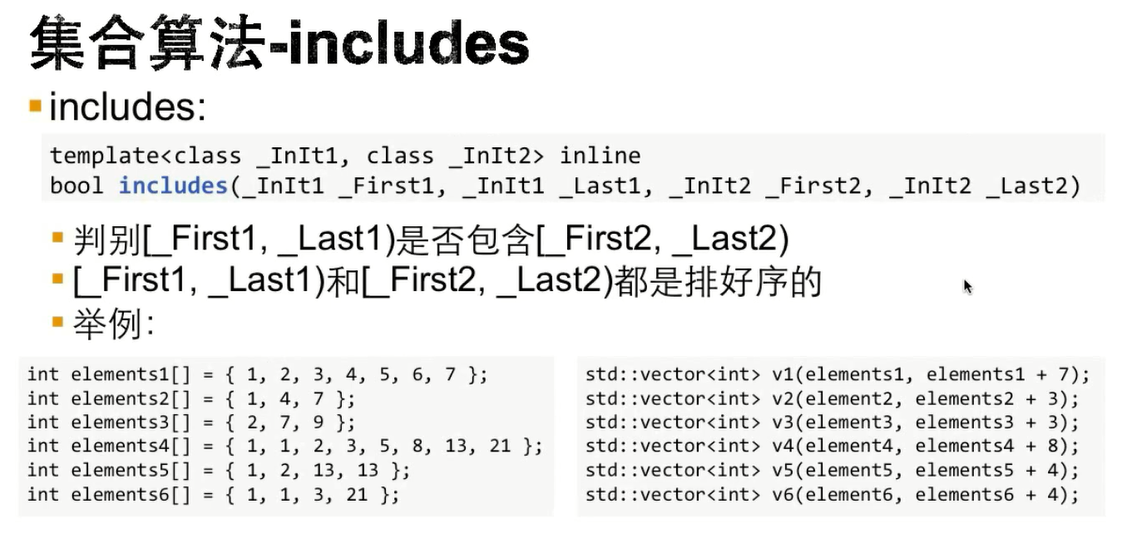 集合算法-includes
includes:
template<class _InIt1, class _InIt2> inline
bool includes(_InIt1 _First1, _InIt1 _Last1, _InIt2 _First2, _InIt2 _Last2)
判别[_First1, _Last1)是否包含[_First2, _Last2)
[_First1, _Last1)和[_First2, _Last2)都是排好序的
举例:
int elements1[] = { 1, 2, 3, 4, 5, 6, 7 };
int elements2[] = { 1, 4, 7 };
int elements3[] = { 2, 7, 9 };
int elements4[] = { 1, 1, 2, 3, 5, 8, 13, 21 };
int elements5[] = { 1, 2, 13, 13 };
int elements6[] = { 1, 1, 3, 21 };
std::vector<int> v1(elements1, elements1 + 7);
std::vector<int> v2(element2, elements2 + 3);
std::vector<int> v3(element3, elements3 + 3);
std::vector<int> v4(element4, elements4 + 8);
std::vector<int> v5(element5, elements5 + 4);
std::vector<int> v6(element6, elements6 + 4);